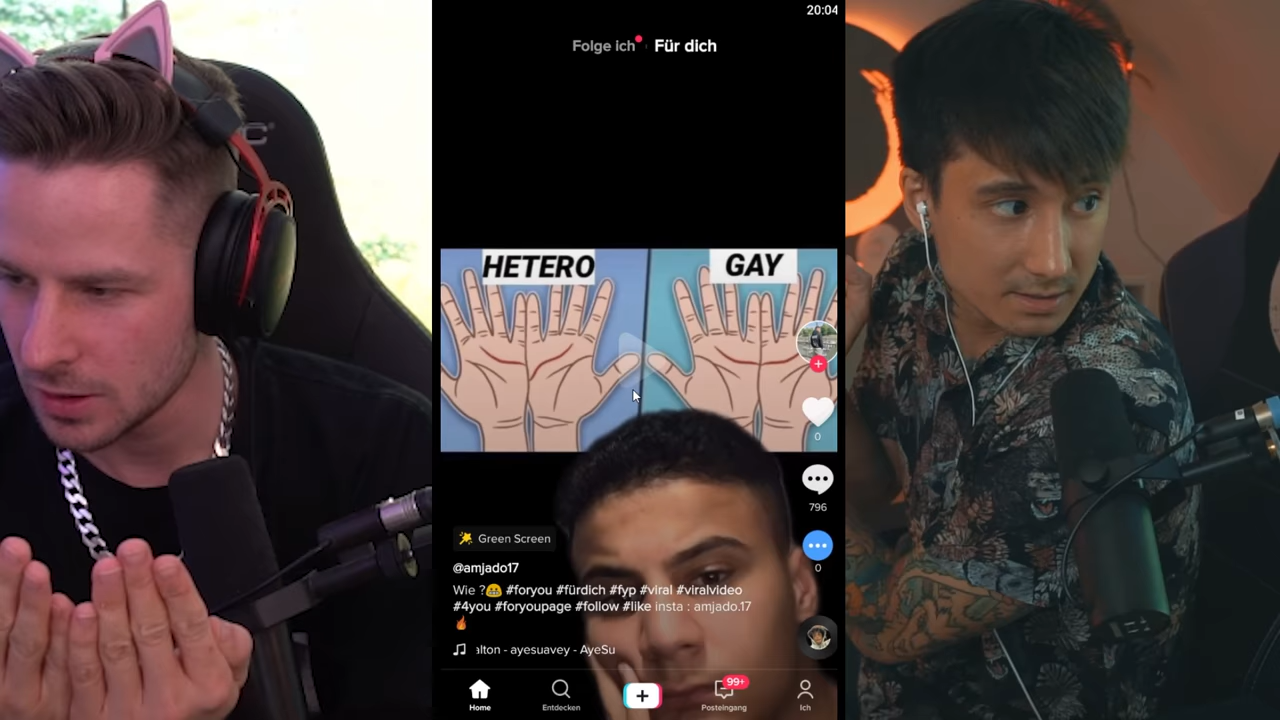 20:04
Folge ich Für dich
HETERO GAY
0
796
Green Screen
0
@amjado17
Wie ?😁 #foryou #fürdich #fyp #viral #viralvideo
#4you #foryoupage #follow #like insta : amjado.17
🔥
alton - ayesuavey - AyeSu
99+
Home Entdecken Posteingang Ich